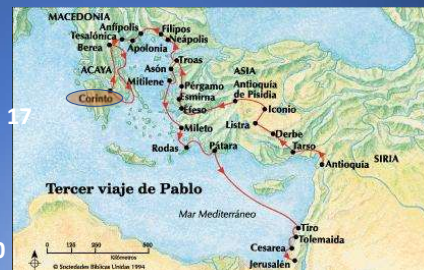 MACEDONIA
Anfípolis
Filipos
Tesalónica
Neápolis
Berea
Apolonia
Troas
ACAYA
Asón
ASIA
Mitilene
Antioquía
de Pisidia
Pérgamo
Esmirna
Iconio
Corinto
Efeso
17
Listra
Derbe
Mileto
Tarso
SIRIA
Rodas
Pátara
Antioquía
Tercer viaje de Pablo
Mar Mediterráneo
Tiro
Tolemaida
Cesarea
Jerusalén
0
Kilómetros
© Sociedades Bíblicas Unidas 1994